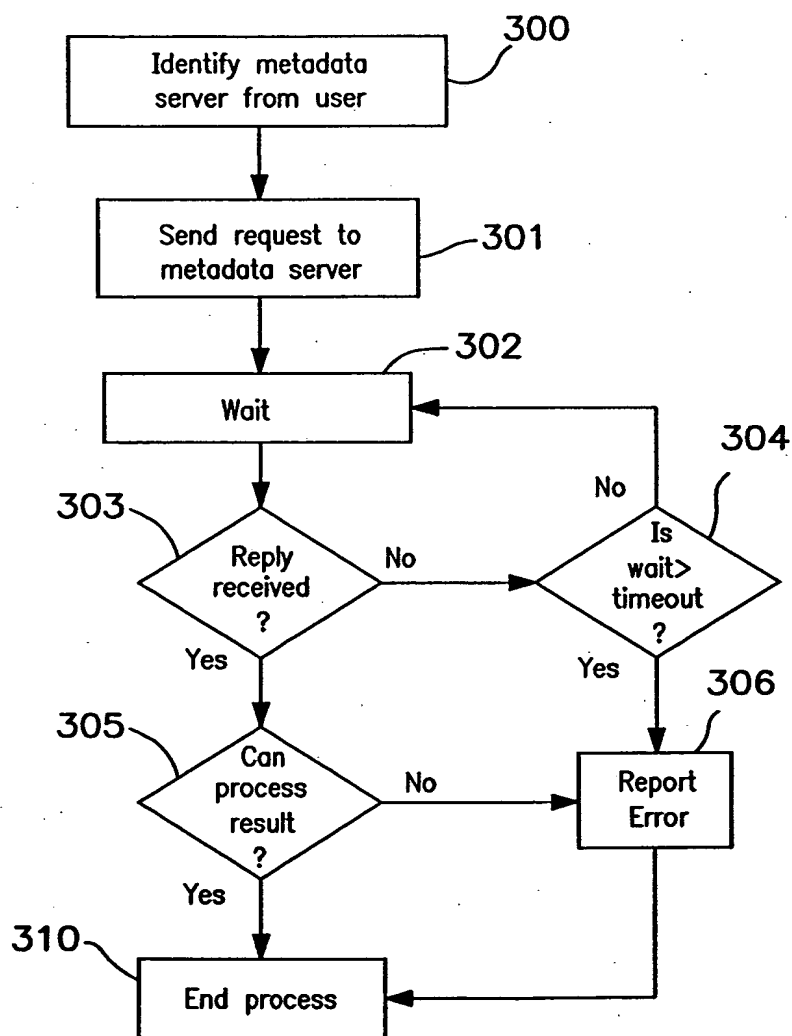 300
Identify metadata
server from user
Send request to
metadata server
301
302
Wait
304
No
303
Reply
received
?
No
Is
wait>
timeout
?
Yes
Yes
306
305
Can
process
result
?
No
Report
Error
Yes
310
End process